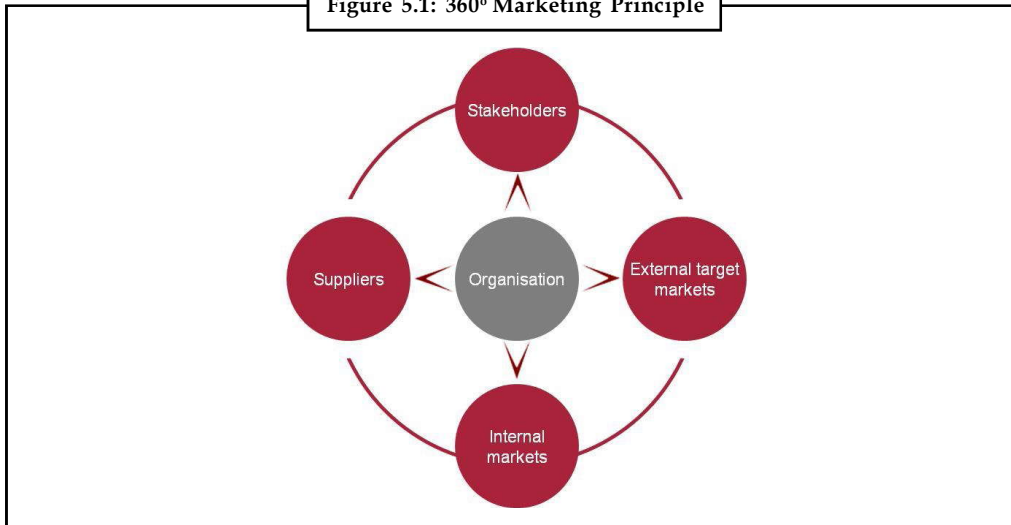 Figure 5.1: 360º Marketing Principle
Stakeholders
Suppliers
Organisation
External target
markets
Internal
markets